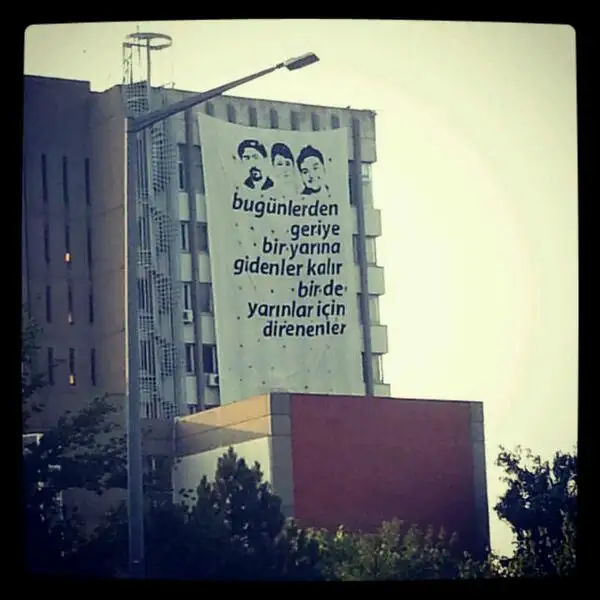 bugünlerden
geriye
bir yarına
gidenler kalır
bir de
yarınlar için
direnenler